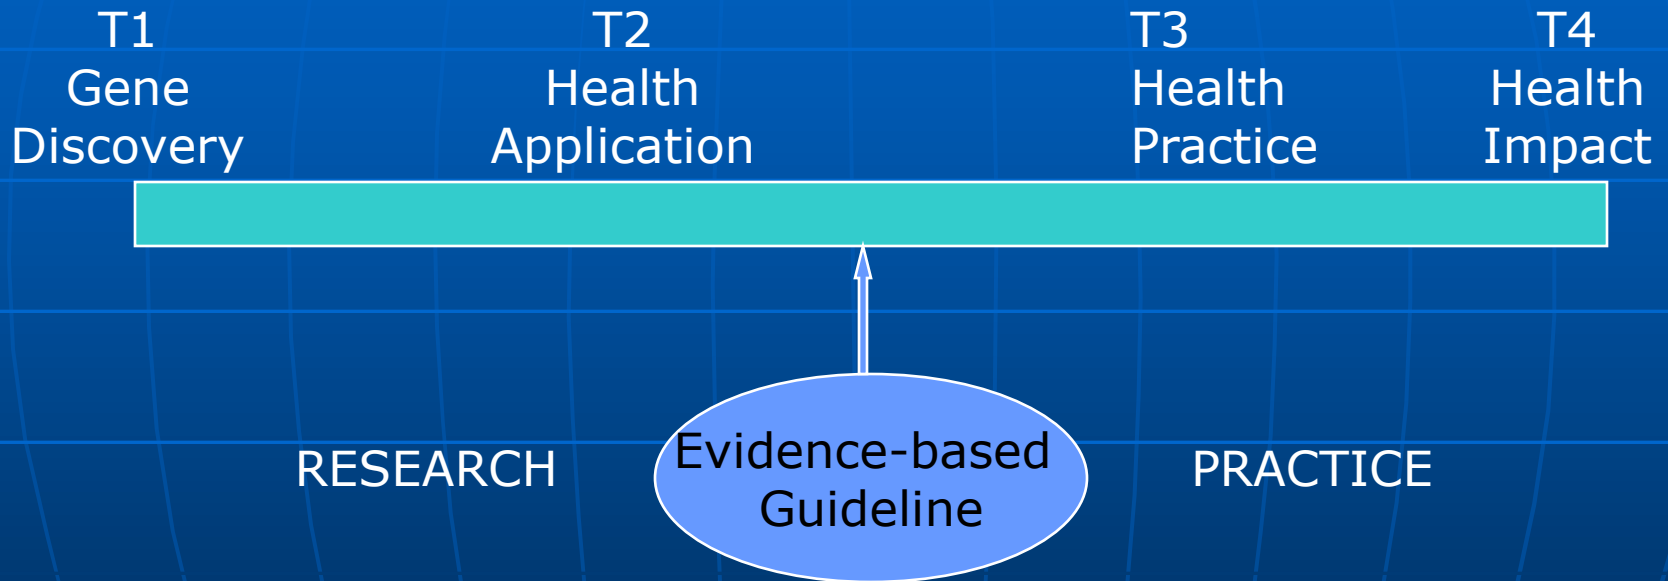 T1
Gene
Discovery
T2
Health
Application
T3
Health
Practice
T4
Health
Impact
RESEARCH
Evidence-based
Guideline
PRACTICE